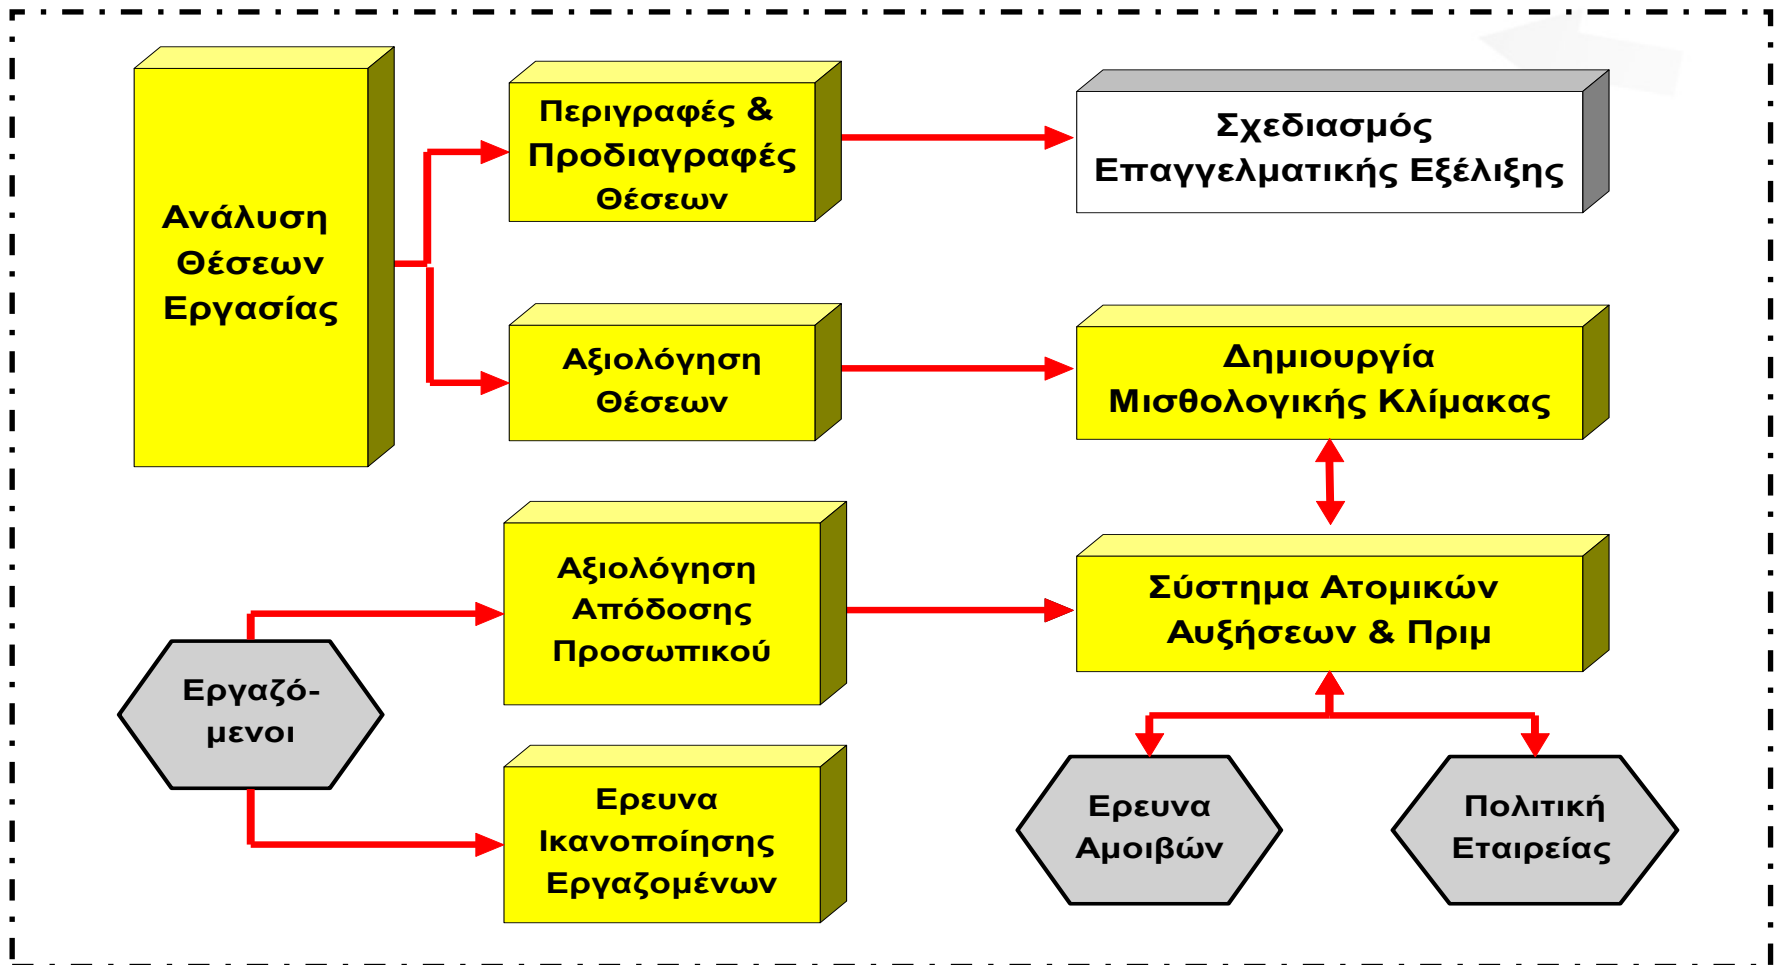 Ανάλυση
Θέσεων
Εργασίας
Περιγραφές &
Προδιαγραφές
Θέσεων
Σχεδιασμός
Επαγγελματικής Εξέλιξης
Αξιολόγηση
Θέσεων
Δημιουργία
Μισθολογικής Κλίμακας
Εργαζό-
μενοι
Αξιολόγηση
Απόδοσης
Προσωπικού
Σύστημα Ατομικών
Αυξήσεων & Πριμ
Ερευνα
Ικανοποίησης
Εργαζομένων
Ερευνα
Αμοιβών
Πολιτική
Εταιρείας